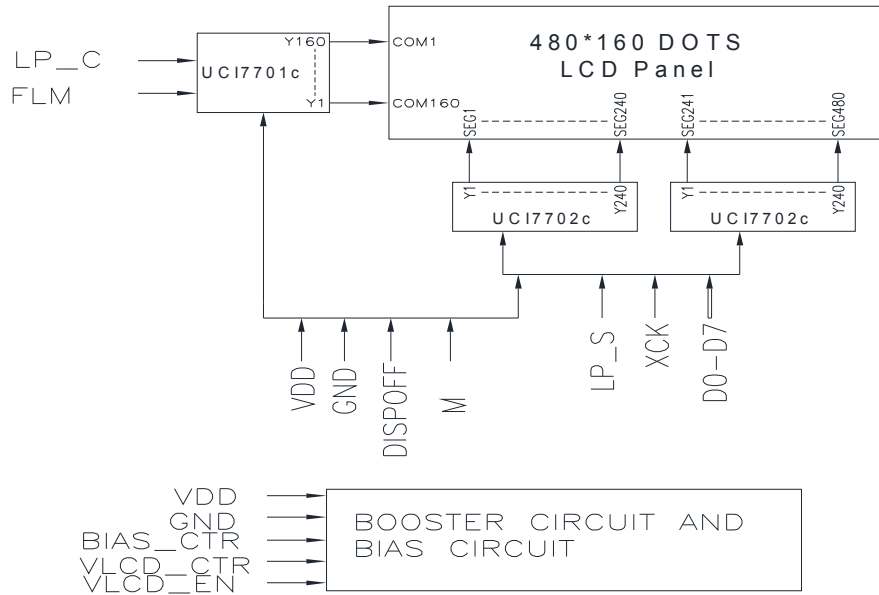 LP_C
FLM
UCI7701c
Y160
Y1
COM1
COM160
480*160 DOTS
LCD Panel
SEG1
SEG240
SEG241
SEG480
Y1
Y240
UCI7702c
Y1
Y240
UCI7702c
VDD
GND
DISPOFF
M
LP_S
XCK
D0-D7
VDD
GND
BIAS_CTR
VLCD_CTR
VLCD_EN
BOOSTER CIRCUIT AND
BIAS CIRCUIT